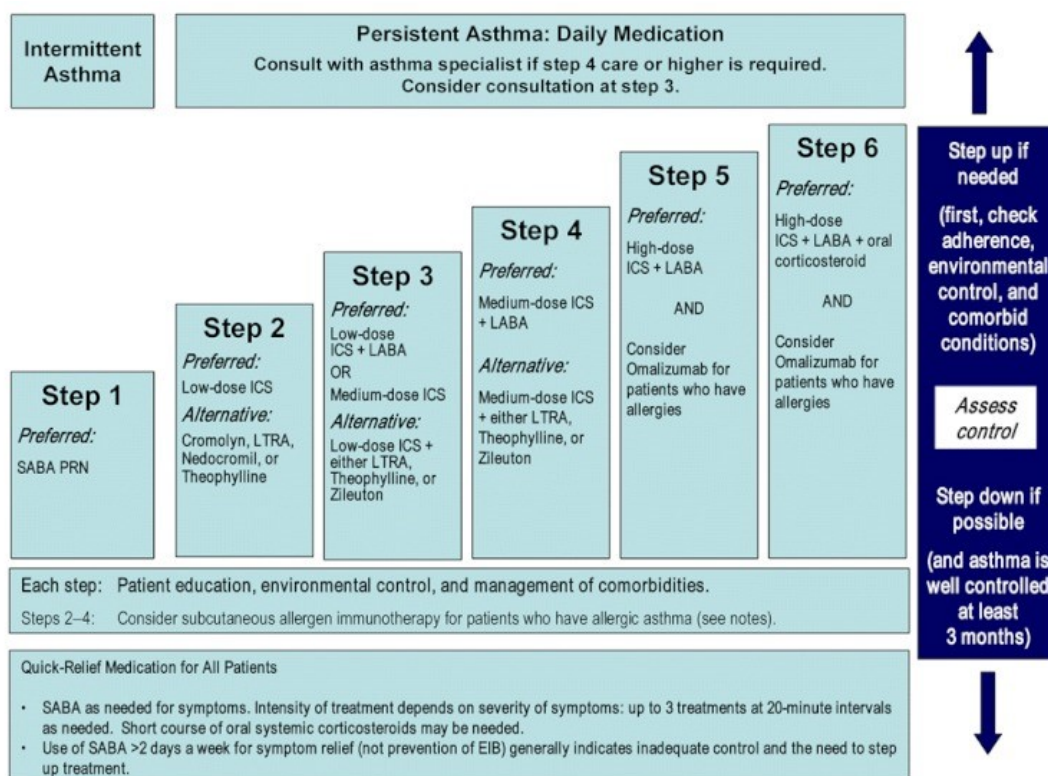 Intermittent
Asthma
Persistent Asthma: Daily Medication
Consult with asthma specialist if step 4 care or higher is required.
Consider consultation at step 3.
Step 1
Preferred:
SABA PRN
Step 2
Preferred:
Low-dose ICS
Alternative:
Cromolyn, LTRA,
Nedocromil, or
Theophylline
Step 3
Preferred:
Low-dose
ICS + LABA
OR
Medium-dose ICS
Alternative:
Low-dose ICS +
either LTRA,
Theophylline, or
Zileuton
Step 4
Preferred:
Medium-dose ICS
+ LABA
Alternative:
Medium-dose ICS
+ either LTRA,
Theophylline, or
Zileuton
Step 5
Preferred:
High-dose
ICS + LABA
AND
Consider
Omalizumab for
patients who have
allergies
Step 6
Preferred:
High-dose
ICS + LABA + oral
corticosteroid
AND
Consider
Omalizumab for
patients who have
allergies
Step up if
needed
(first, check
adherence,
environmental
control, and
comorbid
conditions)
Assess
control
Step down if
possible
(and asthma is
well controlled
at least
3 months)
Each step: Patient education, environmental control, and management of comorbidities.
Steps 2–4: Consider subcutaneous allergen immunotherapy for patients who have allergic asthma (see notes).
Quick-Relief Medication for All Patients
• SABA as needed for symptoms. Intensity of treatment depends on severity of symptoms: up to 3 treatments at 20-minute intervals
as needed. Short course of oral systemic corticosteroids may be needed.
• Use of SABA >2 days a week for symptom relief (not prevention of EIB) generally indicates inadequate control and the need to step
up treatment.